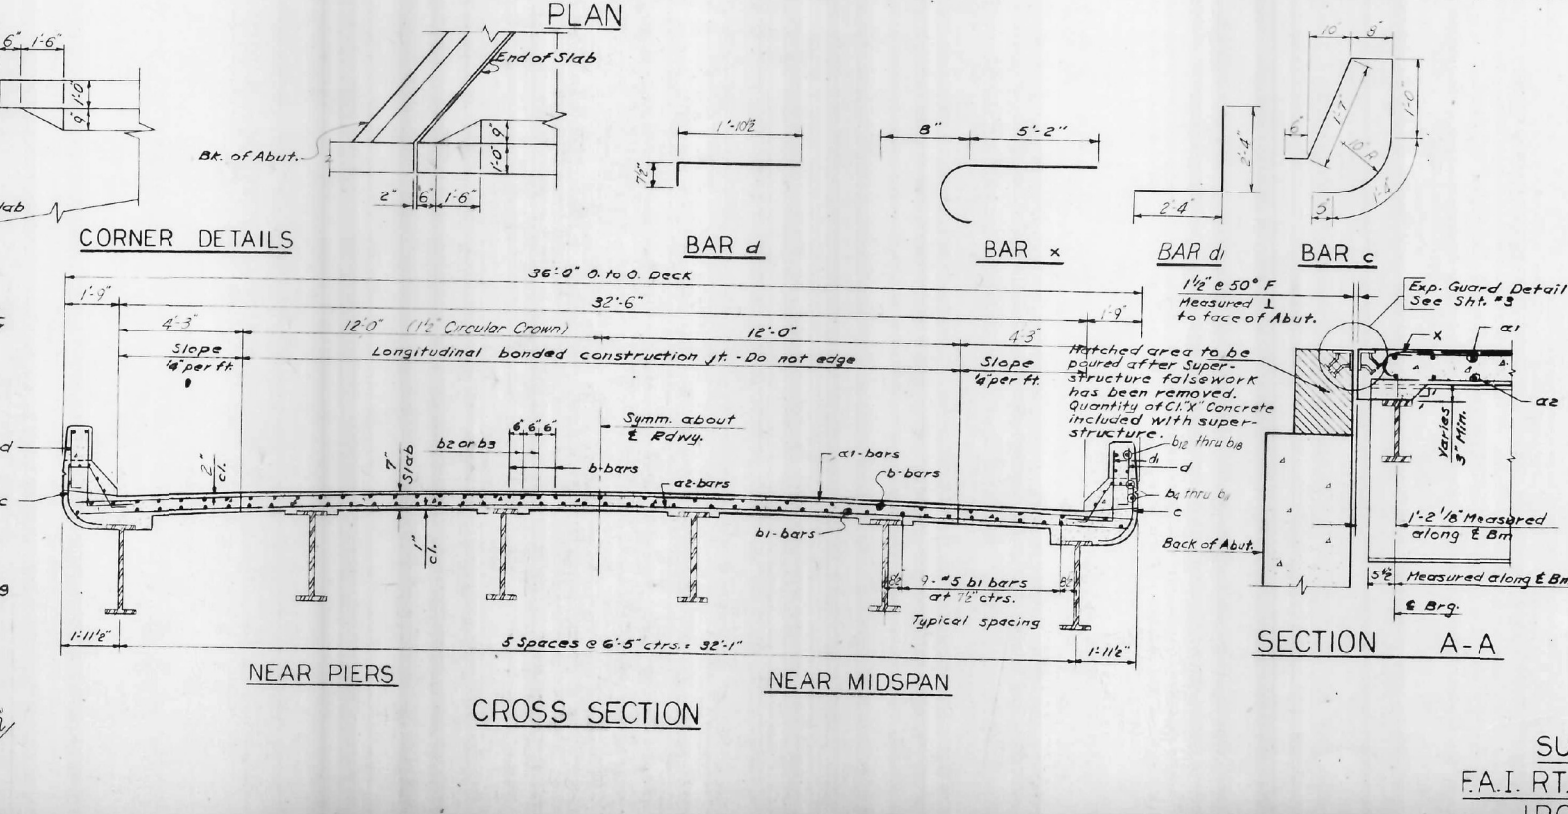 PLAN
6" 1'-6"
1'-0"
9"
CORNER DETAILS
End of Slab
Bk. of Abut.
9"
1'-0"
2" 6" 1'-6"
1'-10½"
7½"
BAR d
8" 5'-2"
BAR x
2'-4"
2'-4"
BAR d1
10" 8"
1'-7"
1'-0"
6"
10" R
1'-4"
5"
BAR c
36'-0" O. to O. Deck
1'-9" 32'-6" 1'-9"
4'-3" 12'-0" (1½" Circular Crown) 12'-0" 4'-3"
Slope
¼" per ft.
Longitudinal bonded construction jt. - Do not edge
Slope
¼" per ft.
d
c
2"
cl.
7"
Slab
1"
cl.
6" 6" 6"
b2 or b3
b-bars
Symm. about
℄ Rdwy.
a2-bars
a1-bars
b-bars
b1-bars
b12 thru b18
d1
d
b4 thru b11
c
8½" 9-#5 b1 bars 8½"
at 7½" ctrs.
Typical spacing
1'-11½" 5 Spaces @ 6'-5" ctrs. = 32'-1" 1'-11½"
NEAR PIERS
NEAR MIDSPAN
CROSS SECTION
1½" @ 50° F
Measured ⊥
to face of Abut.
Exp. Guard Detail
See Sht. #3
Hatched area to be
poured after Super-
structure falsework
has been removed.
Quantity of Cl. "X" Concrete
included with super-
structure.
x
a1
a2
Varies
3" Min.
Back of Abut.
1'-2⅛" Measured
along ℄ Bm
5½ Measured along ℄ Bm
℄ Brg.
SECTION A-A
SU
F.A.I. RT.